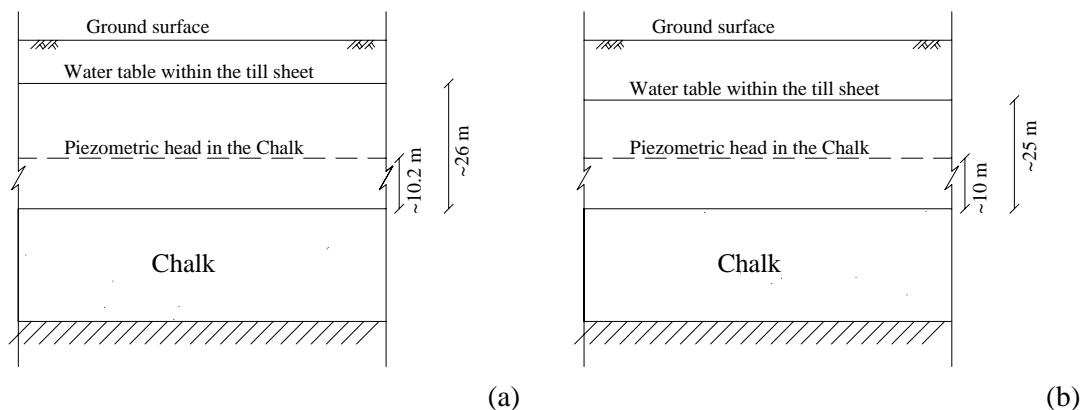 Ground surface
Water table within the till sheet
Piezometric head in the Chalk
~10.2 m
~26 m
Chalk
(a)
Ground surface
Water table within the till sheet
Piezometric head in the Chalk
~10 m
~25 m
Chalk
(b)